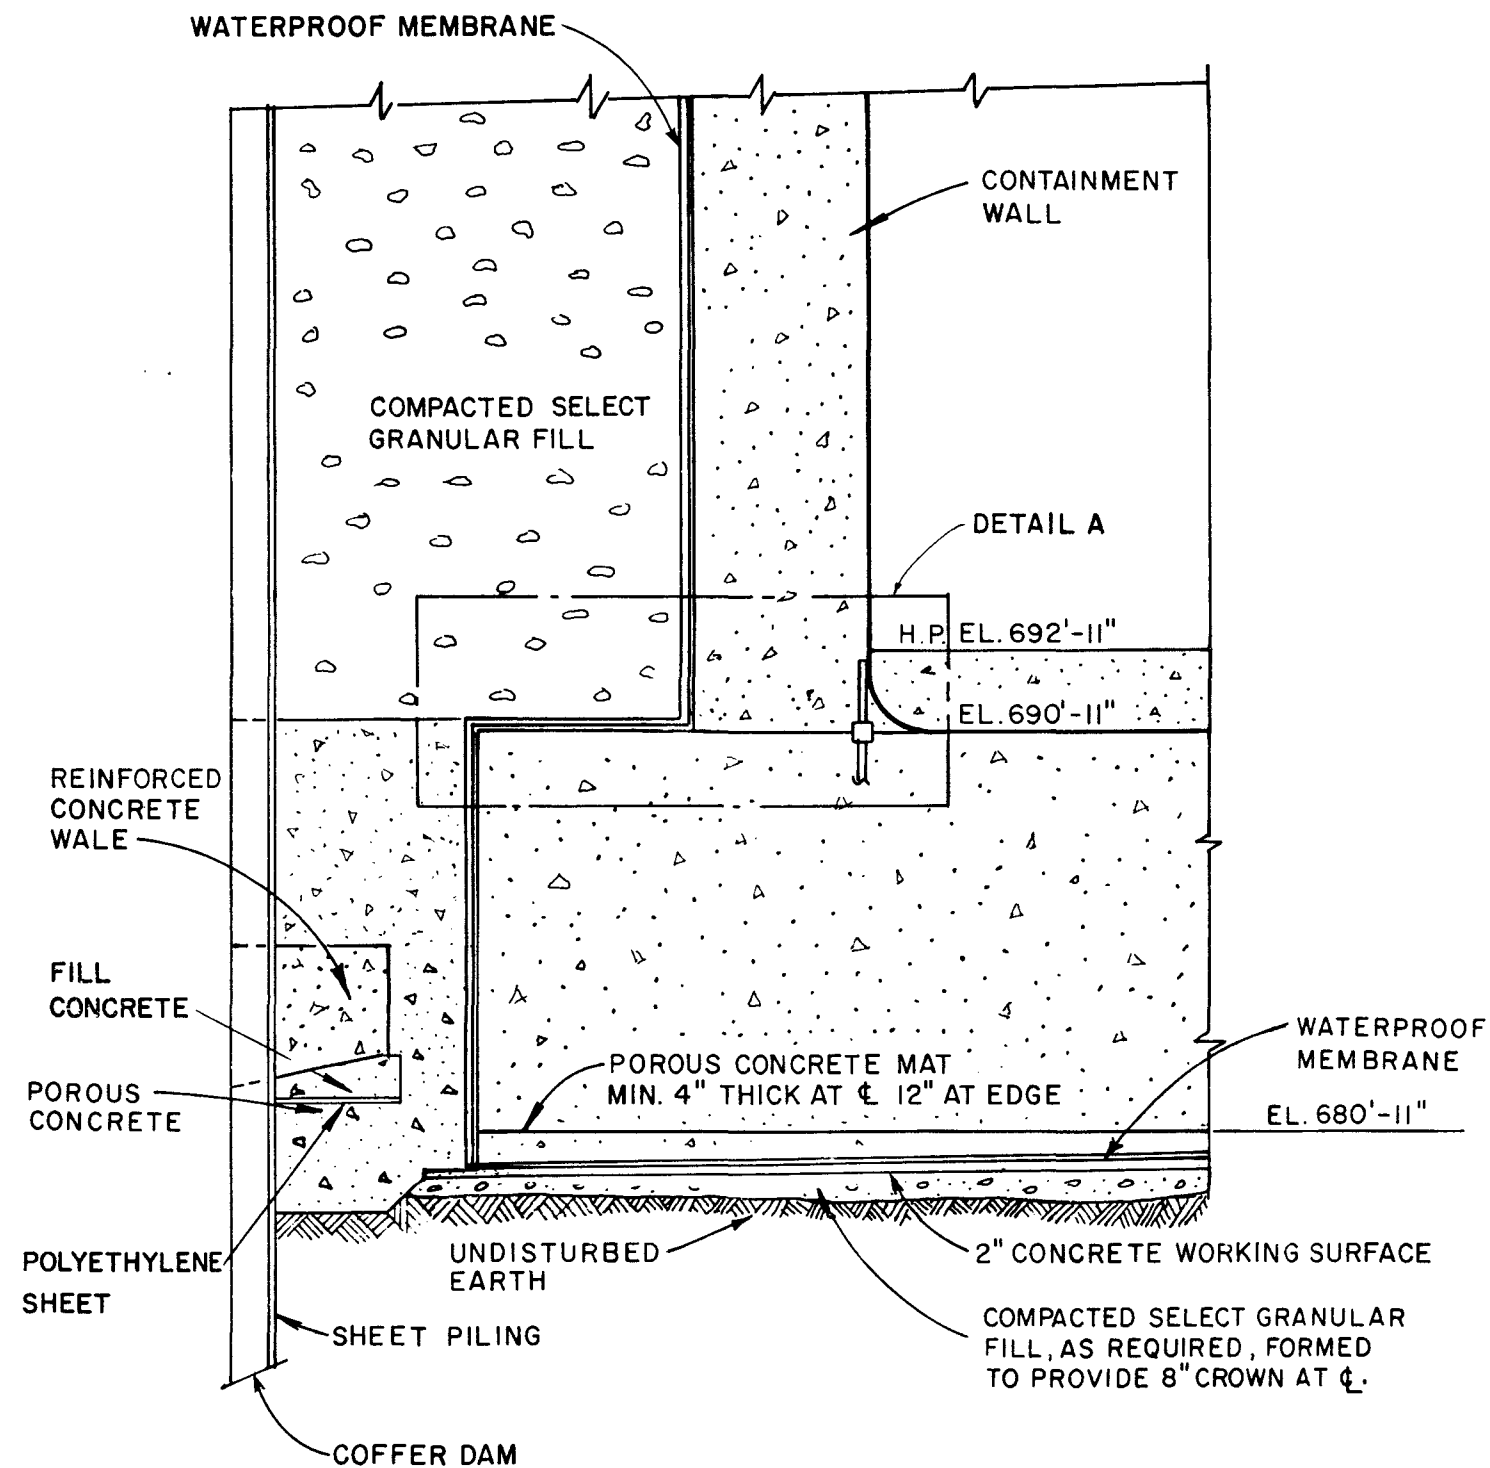 WATERPROOF MEMBRANE
CONTAINMENT
WALL
COMPACTED SELECT
GRANULAR FILL
DETAIL A
H.P. EL. 692'-11"
EL. 690'-11"
REINFORCED
CONCRETE
WALE
FILL
CONCRETE
POROUS
CONCRETE
POROUS CONCRETE MAT
MIN. 4" THICK AT ℄ 12" AT EDGE
WATERPROOF
MEMBRANE
EL. 680'-11"
POLYETHYLENE
SHEET
UNDISTURBED
EARTH
2" CONCRETE WORKING SURFACE
SHEET PILING
COMPACTED SELECT GRANULAR
FILL, AS REQUIRED, FORMED
TO PROVIDE 8" CROWN AT ℄.
COFFER DAM